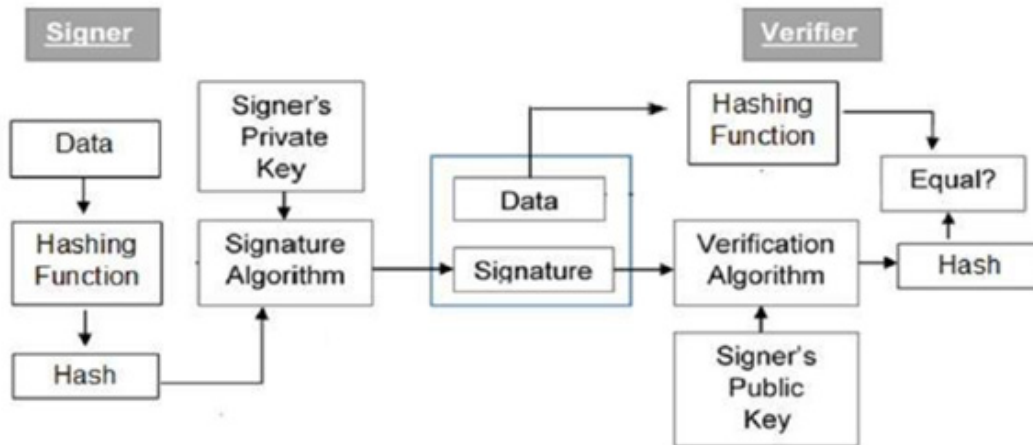 Signer
Verifier
Data
Hashing
Function
Hash
Signer's
Private
Key
Signature
Algorithm
Data
Signature
Hashing
Function
Verification
Algorithm
Signer's
Public
Key
Equal?
Hash